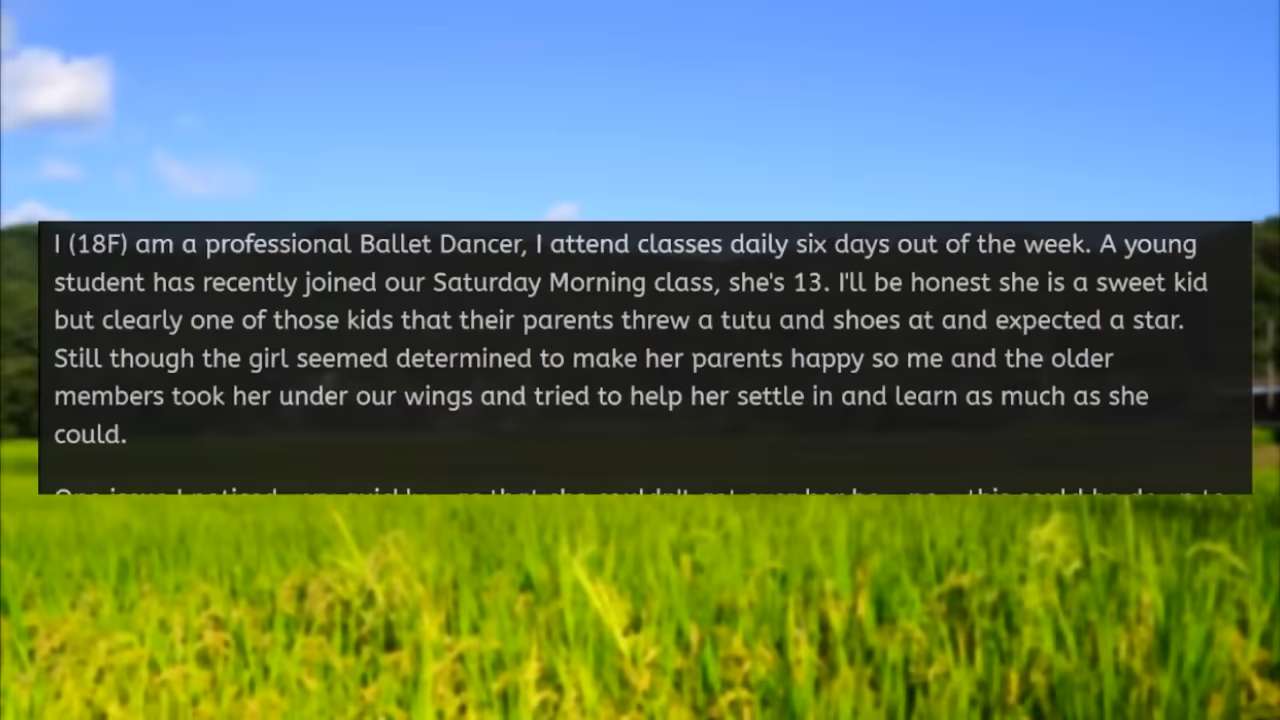 I (18F) am a professional Ballet Dancer, I attend classes daily six days out of the week. A young
student has recently joined our Saturday Morning class, she's 13. I'll be honest she is a sweet kid
but clearly one of those kids that their parents threw a tutu and shoes at and expected a star.
Still though the girl seemed determined to make her parents happy so me and the older
members took her under our wings and tried to help her settle in and learn as much as she
could.
One issue I noticed